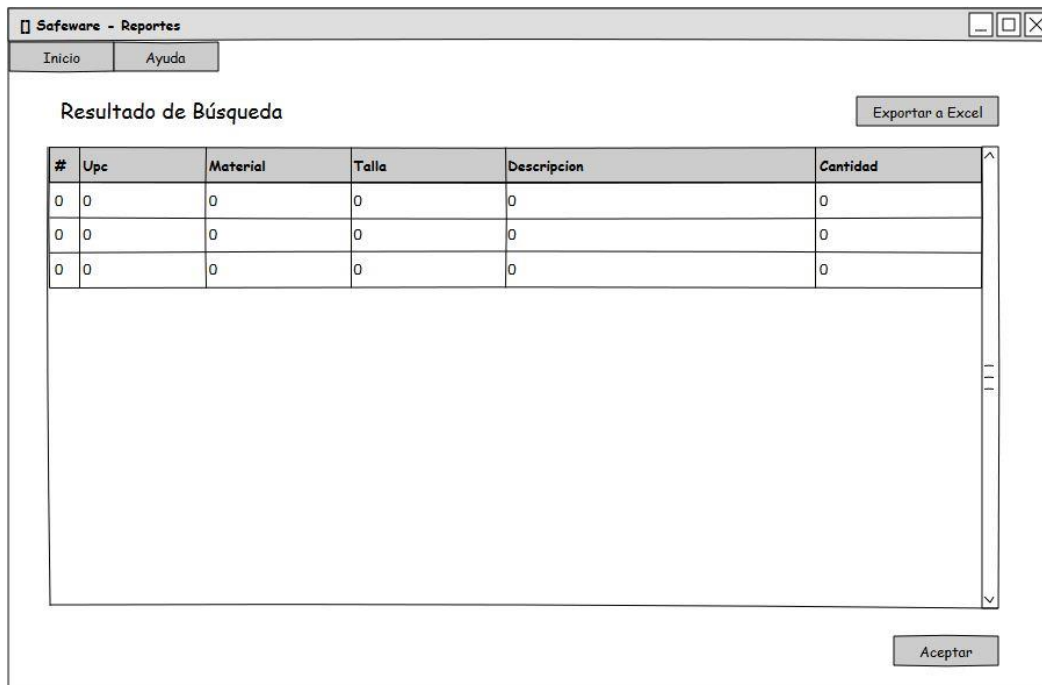 [] Safeware - Reportes
Inicio Ayuda
Resultado de Búsqueda Exportar a Excel
# Upc Material Talla Descripcion Cantidad
0 0 0 0 0 0
0 0 0 0 0 0
0 0 0 0 0 0
Aceptar